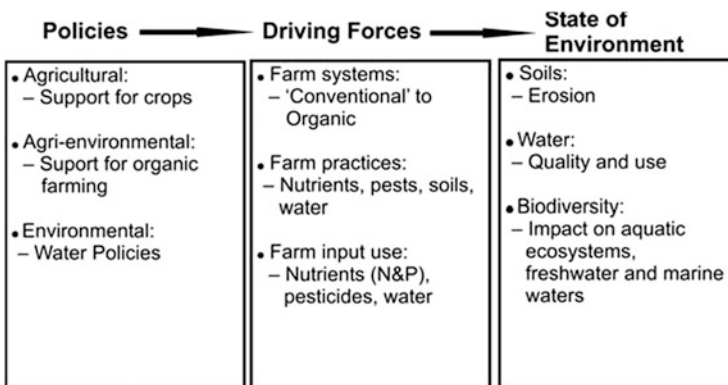 Policies
Driving Forces
State of
Environment
• Agricultural:
– Support for crops
• Agri-environmental:
– Suport for organic
farming
• Environmental:
– Water Policies
• Farm systems:
– ‘Conventional’ to
Organic
• Farm practices:
– Nutrients, pests, soils,
water
• Farm input use:
– Nutrients (N&P),
pesticides, water
• Soils:
– Erosion
• Water:
– Quality and use
• Biodiversity:
– Impact on aquatic
ecosystems,
freshwater and marine
waters